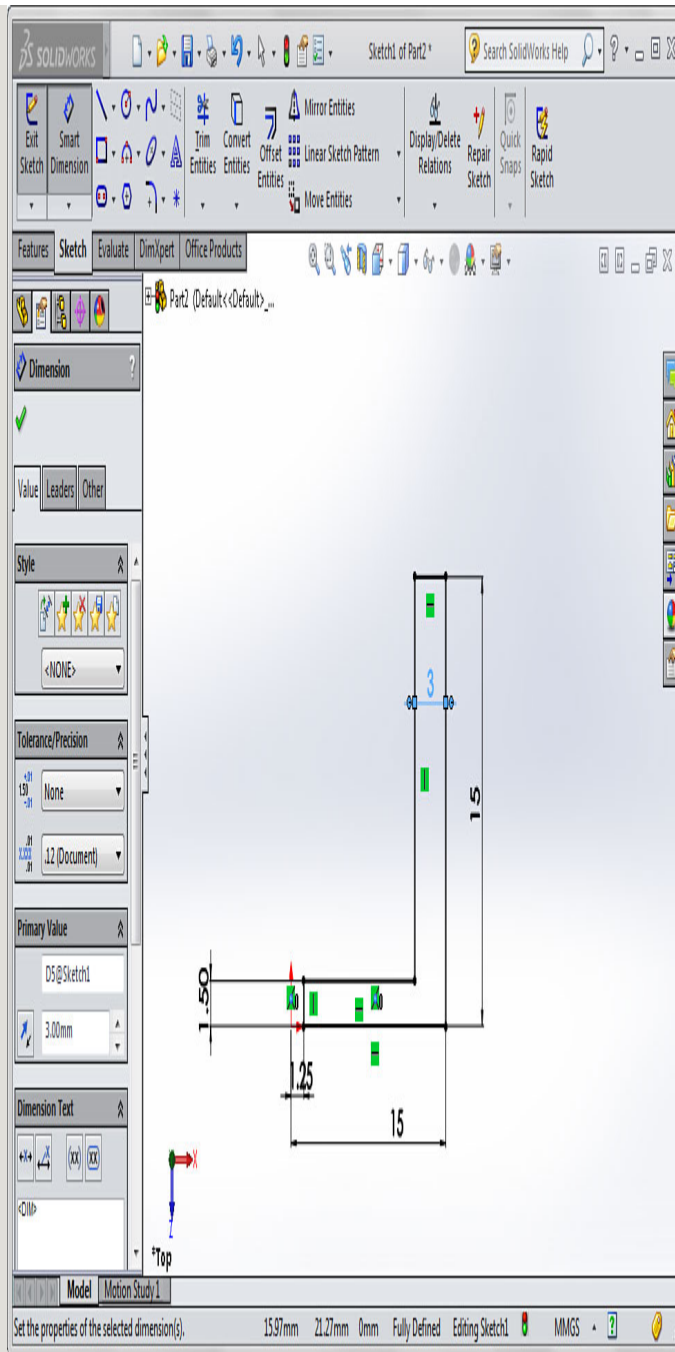 SOLIDWORKS
Sketch1 of Part2 *
Search SolidWorks Help
Exit Sketch
Smart Dimension
Trim Entities
Convert Entities
Offset Entities
Mirror Entities
Linear Sketch Pattern
Move Entities
Display/Delete Relations
Repair Sketch
Quick Snaps
Rapid Sketch
Features Sketch Evaluate DimXpert Office Products
Part2 (Default<<Default>_...
Dimension ?
Value Leaders Other
Style
<NONE>
Tolerance/Precision
None
.12 (Document)
Primary Value
D5@Sketch1
3.00mm
Dimension Text
(xx) (xx)
<DIM>
3
15
1.50
1.25
15
X
Z
*Top
Model Motion Study 1
Set the properties of the selected dimension(s). 15.97mm 21.27mm 0mm Fully Defined Editing Sketch1 MMGS ?